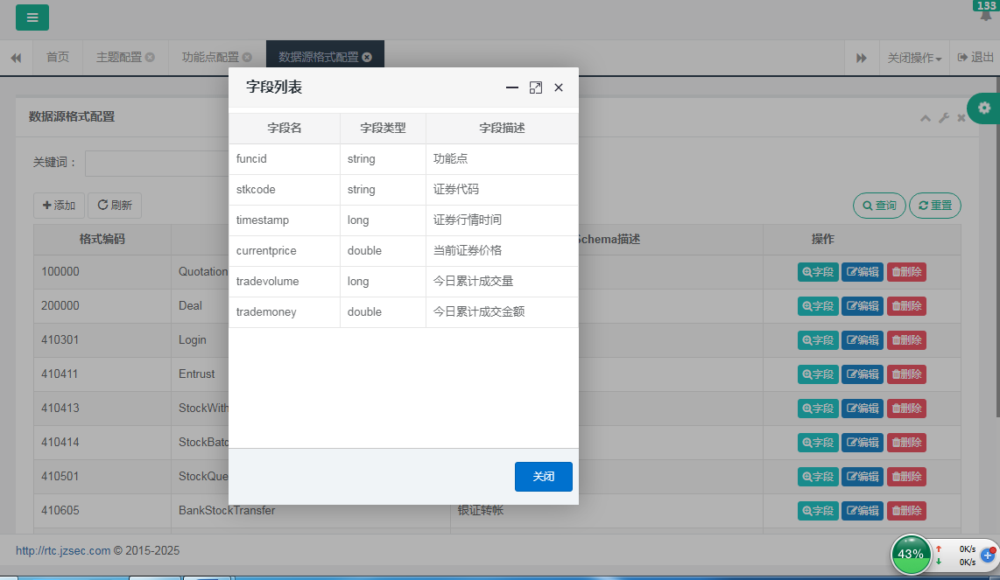 133
首页
主题配置
功能点配置
数据源格式配置
关闭操作
退出
字段列表
数据源格式配置
字段名 字段类型 字段描述
funcid string 功能点
stkcode string 证券代码
timestamp long 证券行情时间
currentprice double 当前证券价格
tradevolume long 今日累计成交量
trademoney double 今日累计成交金额
关闭
关键词：
添加 刷新
查询 重置
格式编码 Schema描述 操作
100000 Quotation 字段 编辑 删除
200000 Deal 字段 编辑 删除
410301 Login 字段 编辑 删除
410411 Entrust 字段 编辑 删除
410413 StockWith 字段 编辑 删除
410414 StockBatc 字段 编辑 删除
410501 StockQue 字段 编辑 删除
410605 BankStockTransfer 银证转帐 字段 编辑 删除
http://rtc.jzsec.com © 2015-2025
43%
0K/s
0K/s